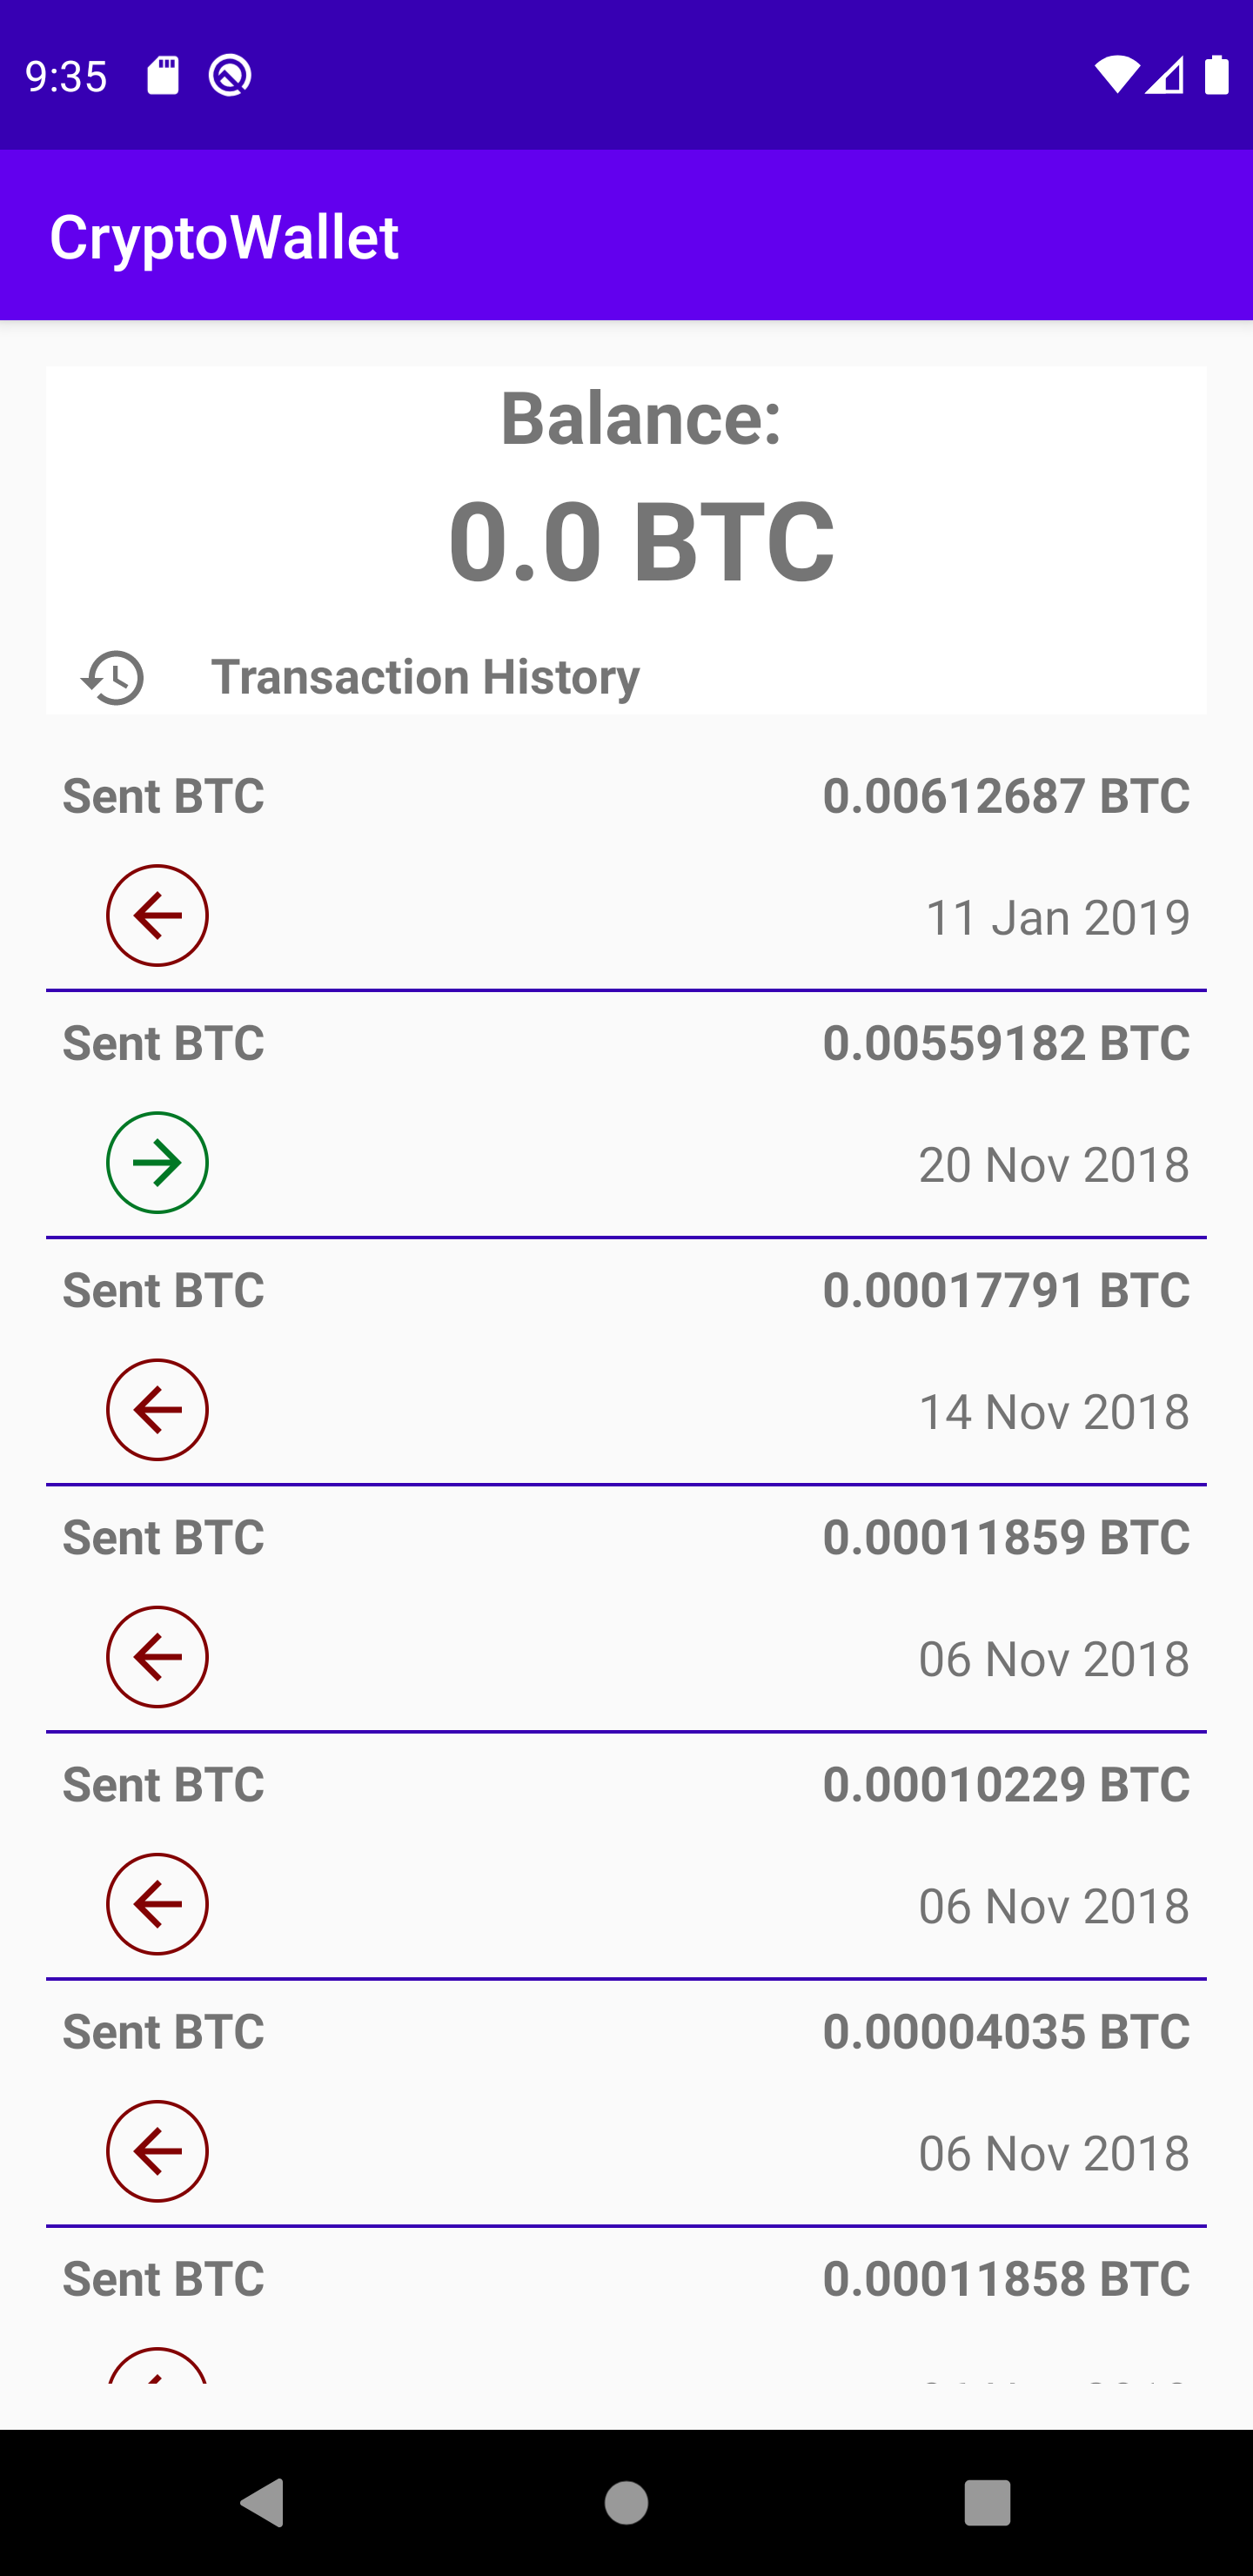 9:35
CryptoWallet
Balance:
0.0 BTC
Transaction History
Sent BTC 0.00612687 BTC
11 Jan 2019
Sent BTC 0.00559182 BTC
20 Nov 2018
Sent BTC 0.00017791 BTC
14 Nov 2018
Sent BTC 0.00011859 BTC
06 Nov 2018
Sent BTC 0.00010229 BTC
06 Nov 2018
Sent BTC 0.00004035 BTC
06 Nov 2018
Sent BTC 0.00011858 BTC